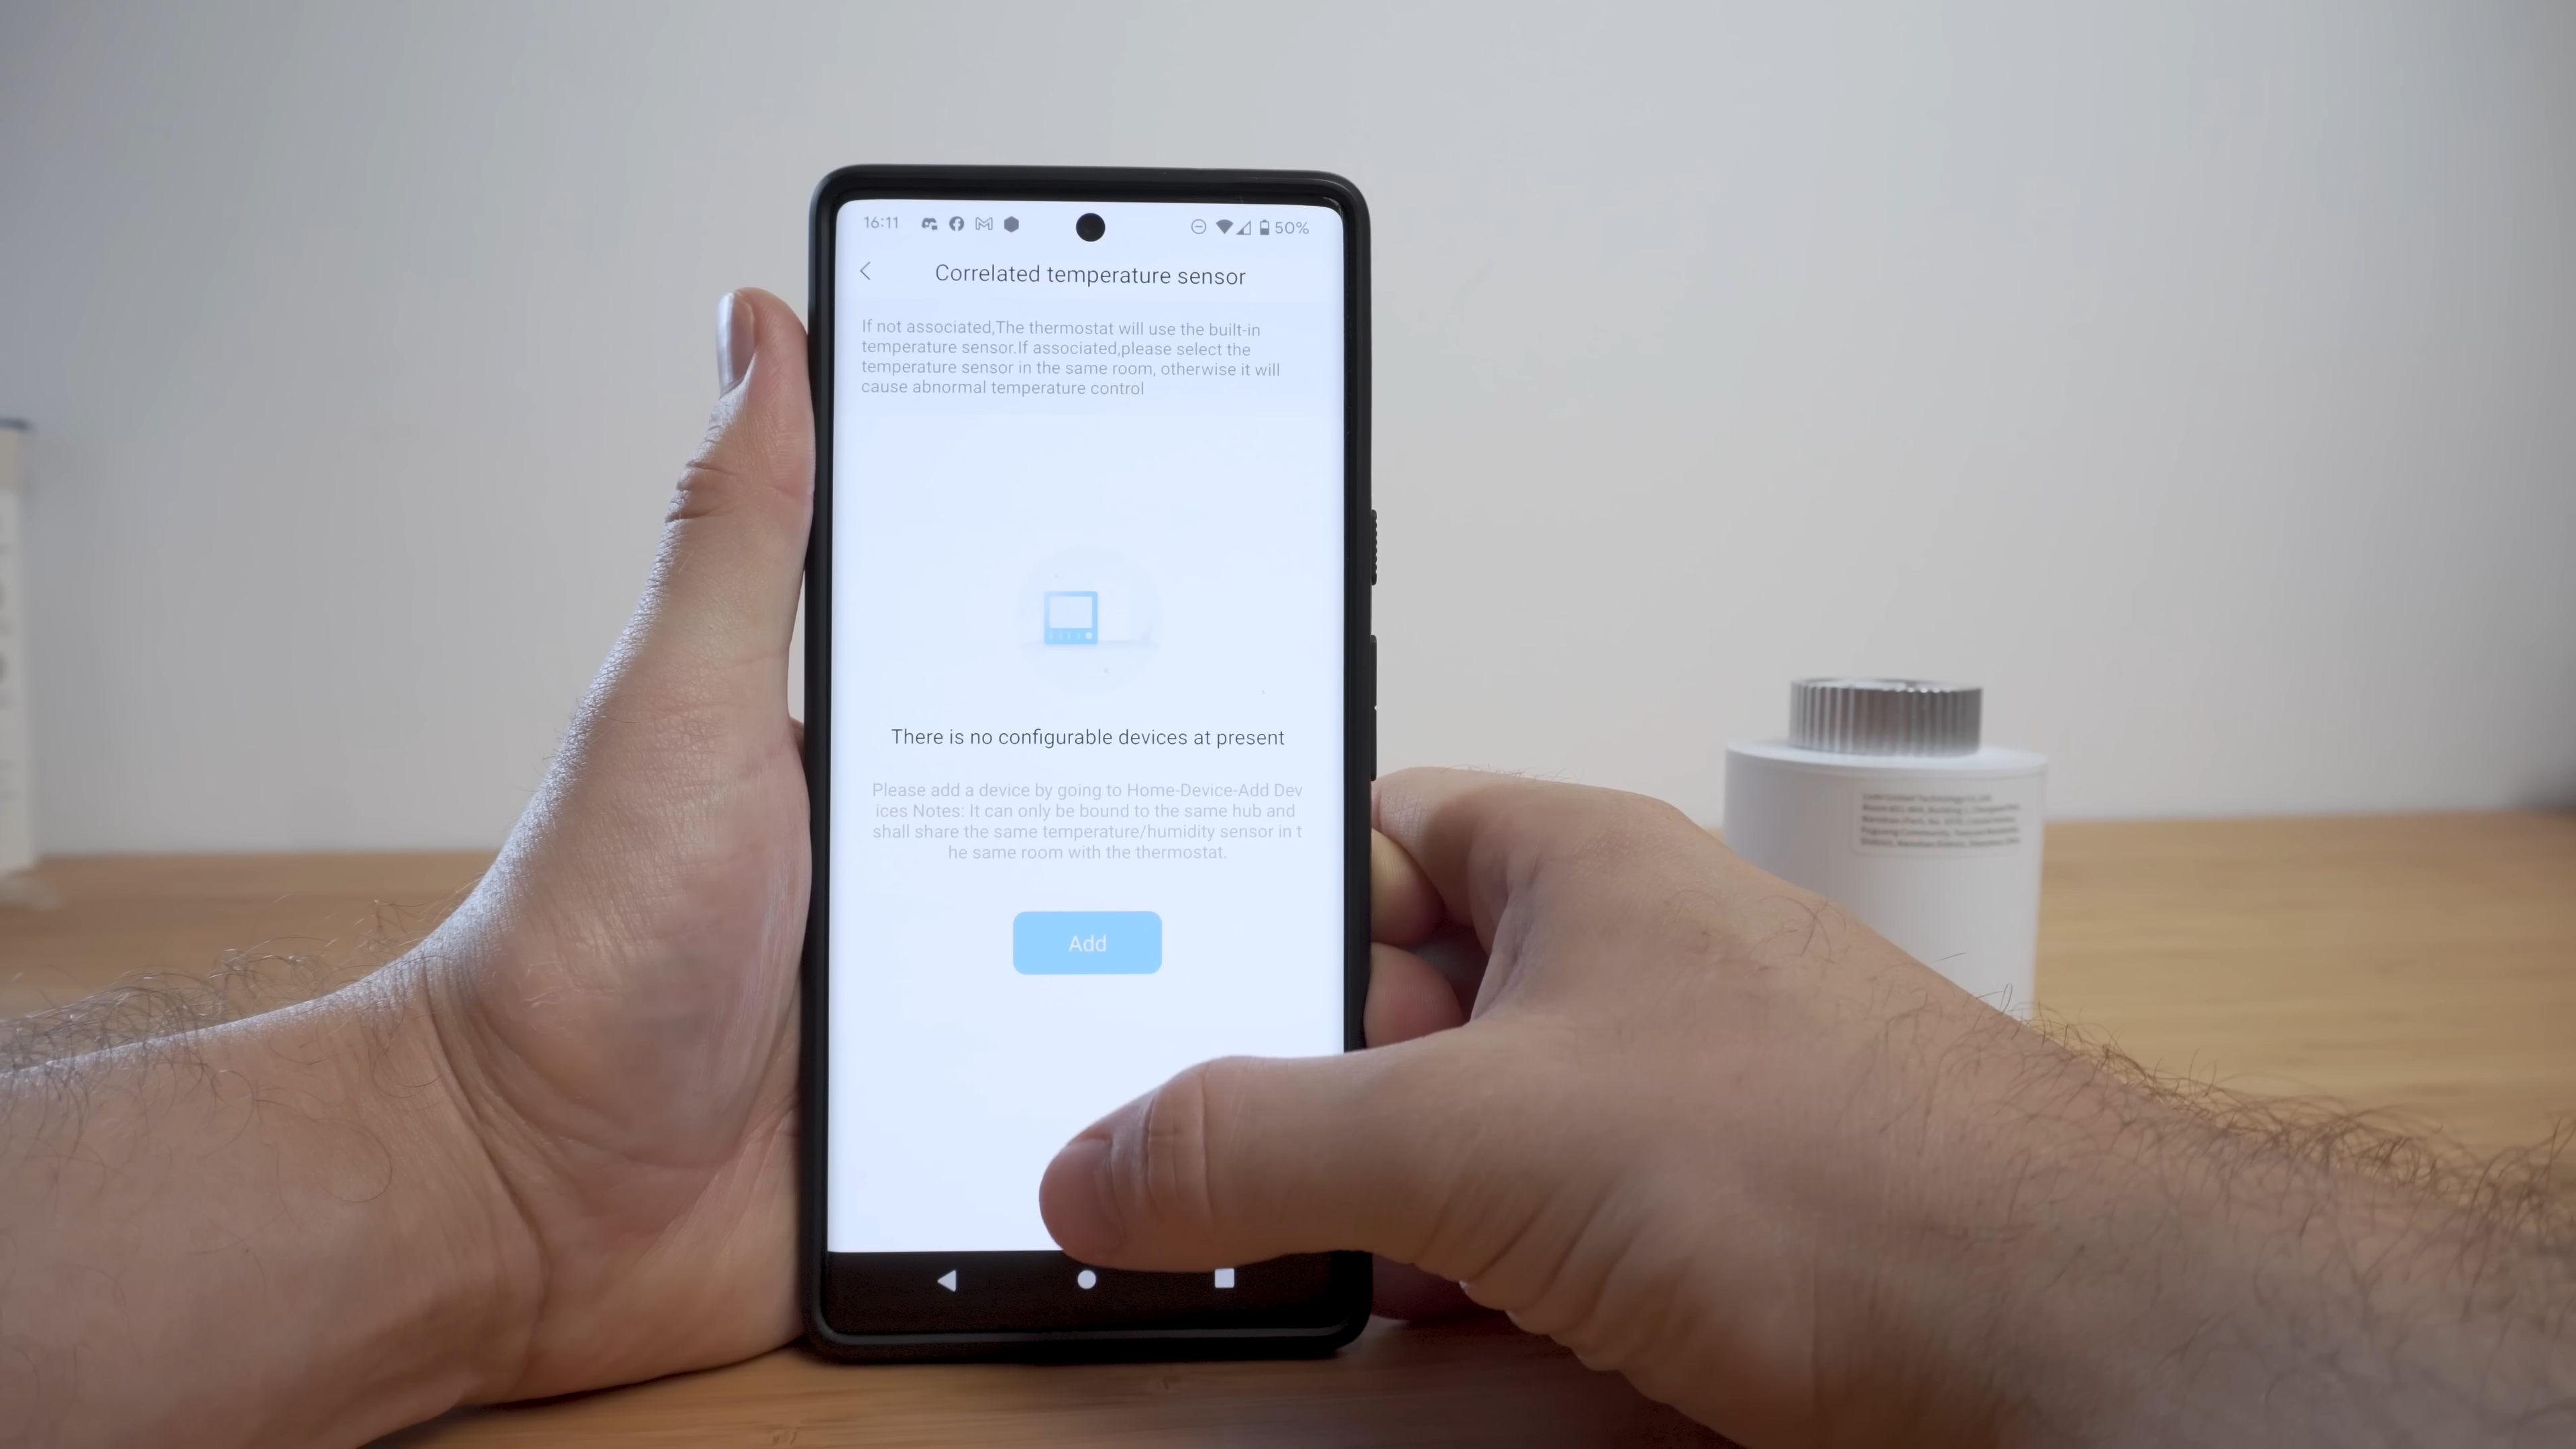 16:11
50%
Correlated temperature sensor
If not associated,The thermostat will use the built-in
temperature sensor.If associated,please select the
temperature sensor in the same room, otherwise it will
cause abnormal temperature control
There is no configurable devices at present
Please add a device by going to Home-Device-Add Dev
ices Notes: It can only be bound to the same hub and
shall share the same temperature/humidity sensor in t
he same room with the thermostat.
Add